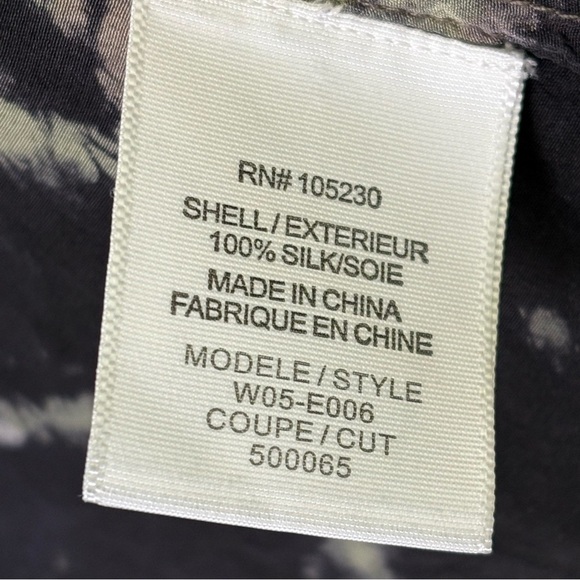 RN# 105230
SHELL / EXTERIEUR
100% SILK/SOIE
MADE IN CHINA
FABRIQUE EN CHINE
MODELE / STYLE
W05-E006
COUPE / CUT
500065